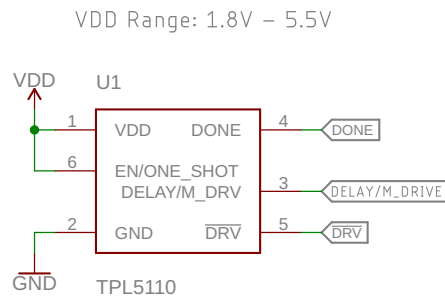 VDD Range: 1.8V – 5.5V
VDD
U1
1
VDD
DONE
4
DONE
6
EN/ONE_SHOT
DELAY/M_DRV
3
DELAY/M_DRIVE
2
GND
DRV
5
DRV
GND
TPL5110